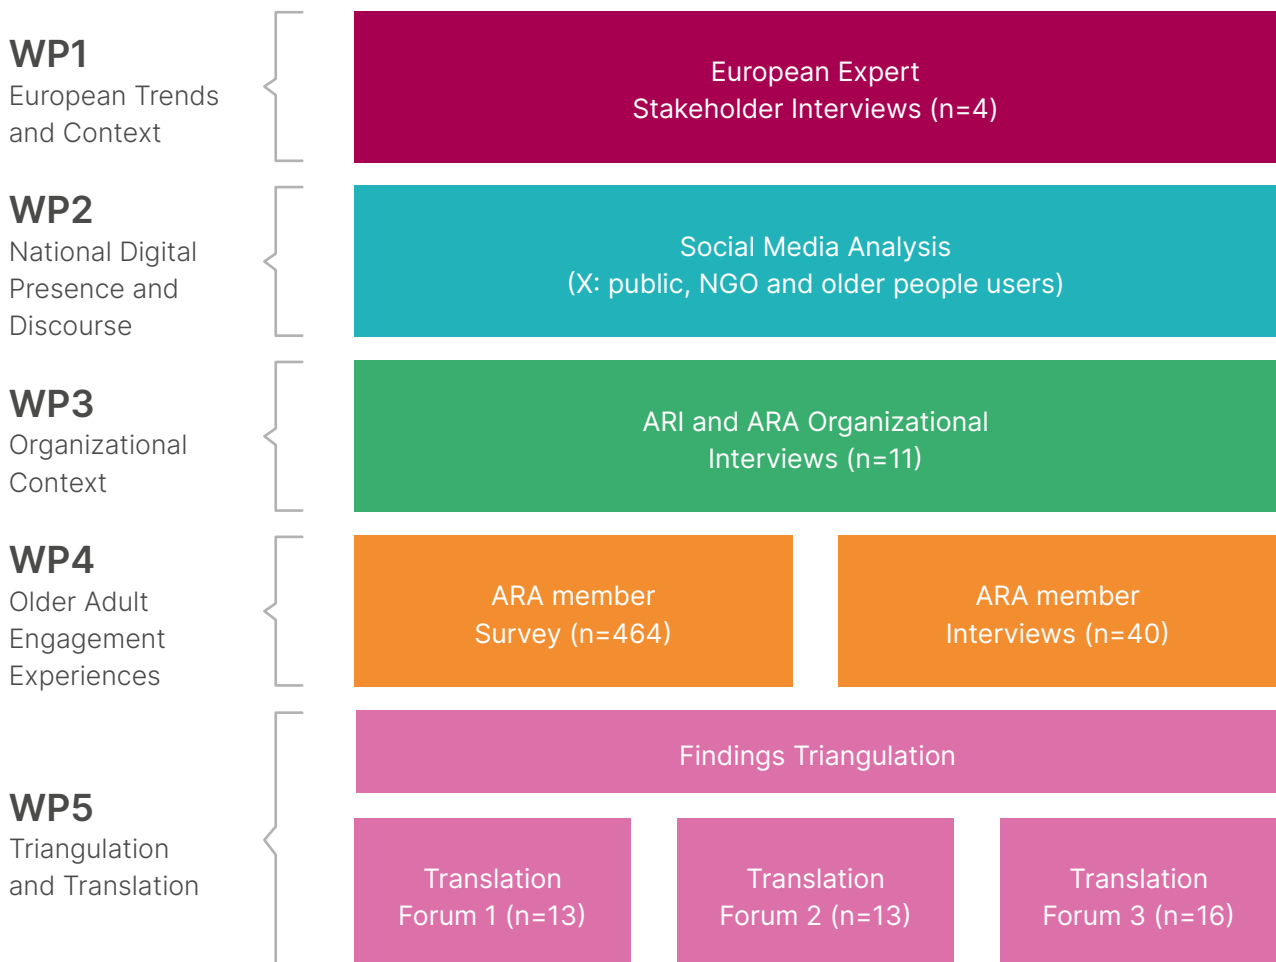 WP1
European Trends
and Context
European Expert
Stakeholder Interviews (n=4)
WP2
National Digital
Presence and
Discourse
Social Media Analysis
(X: public, NGO and older people users)
WP3
Organizational
Context
ARI and ARA Organizational
Interviews (n=11)
WP4
Older Adult
Engagement
Experiences
ARA member
Survey (n=464)
ARA member
Interviews (n=40)
WP5
Triangulation
and Translation
Findings Triangulation
Translation
Forum 1 (n=13)
Translation
Forum 2 (n=13)
Translation
Forum 3 (n=16)